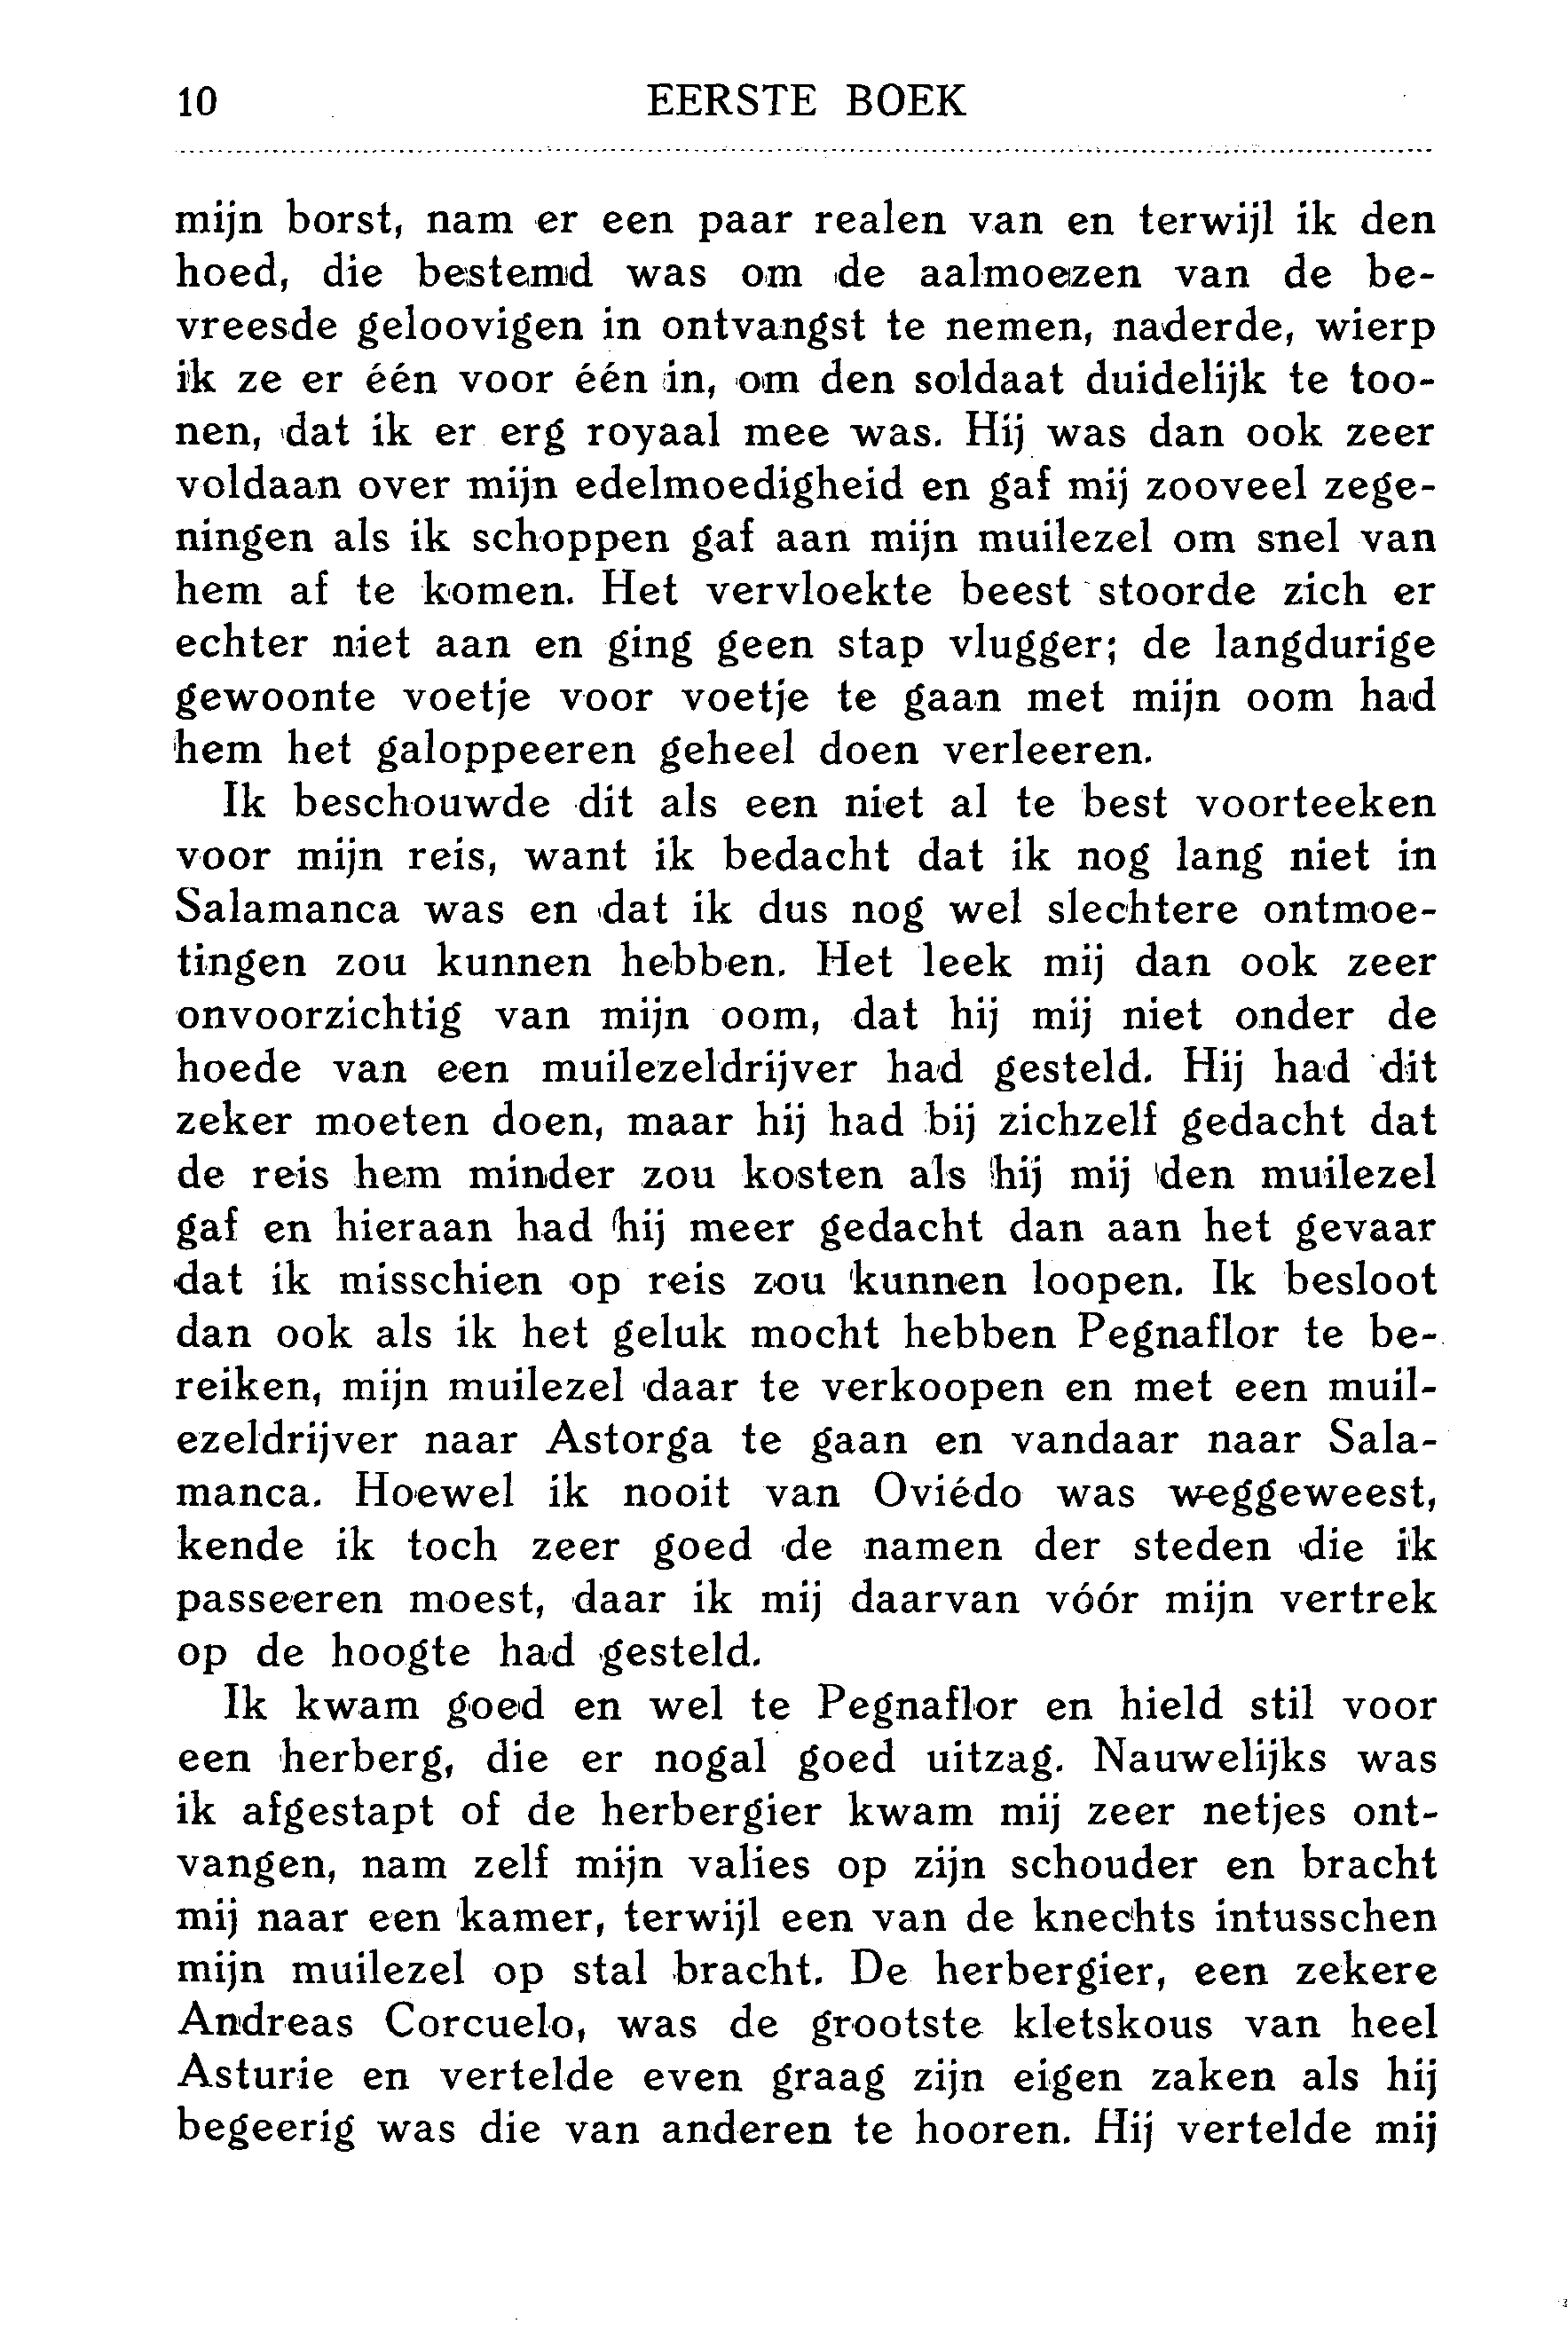 10 EERSTE BOEK
mijn borst, nam er een paar realen van en terwijl ik den
hoed, die bestemd was om de aalmoezen van de be-
vreesde geloovigen in ontvangst te nemen, naderde, wierp
ik ze er één voor één in, om den soldaat duidelijk te too-
nen, dat ik er erg royaal mee was. Hij was dan ook zeer
voldaan over mijn edelmoedigheid en gaf mij zooveel zege-
ningen als ik schoppen gaf aan mijn muilezel om snel van
hem af te komen. Het vervloekte beest stoorde zich er
echter niet aan en ging geen stap vlugger; de langdurige
gewoonte voetje voor voetje te gaan met mijn oom had
hem het galoppeeren geheel doen verleeren.
Ik beschouwde dit als een niet al te best voorteeken
voor mijn reis, want ik bedacht dat ik nog lang niet in
Salamanca was en dat ik dus nog wel slechtere ontmoe-
tingen zou kunnen hebben. Het leek mij dan ook zeer
onvoorzichtig van mijn oom, dat hij mij niet onder de
hoede van een muilezeldrijver had gesteld. Hij had dit
zeker moeten doen, maar hij had bij zichzelf gedacht dat
de reis hem minder zou kosten als hij mij den muilezel
gaf en hieraan had hij meer gedacht dan aan het gevaar
dat ik misschien op reis zou kunnen loopen. Ik besloot
dan ook als ik het geluk mocht hebben Pegnaflor te be-
reiken, mijn muilezel daar te verkoopen en met een muil-
ezeldrijver naar Astorga te gaan en vandaar naar Sala-
manca. Hoewel ik nooit van Oviédo was weggeweest,
kende ik toch zeer goed de namen der steden die ik
passeeren moest, daar ik mij daarvan vóór mijn vertrek
op de hoogte had gesteld.
Ik kwam goed en wel te Pegnaflor en hield stil voor
een herberg, die er nogal goed uitzag. Nauwelijks was
ik afgestapt of de herbergier kwam mij zeer netjes ont-
vangen, nam zelf mijn valies op zijn schouder en bracht
mij naar een kamer, terwijl een van de knechts intusschen
mijn muilezel op stal bracht. De herbergier, een zekere
Andreas Corcuelo, was de grootste kletskous van heel
Asturie en vertelde even graag zijn eigen zaken als hij
begeerig was die van anderen te hooren. Hij vertelde mij